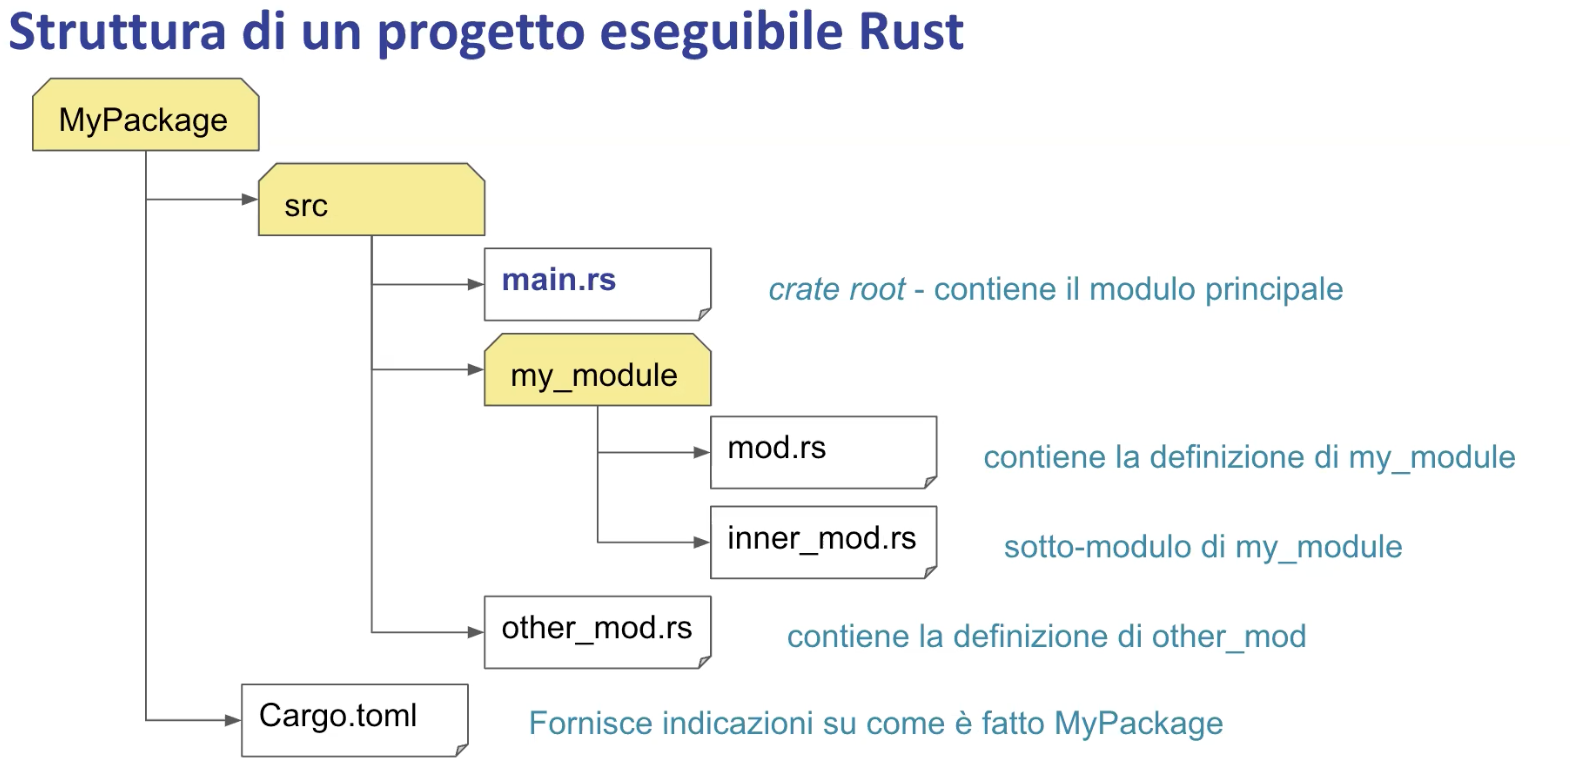 Struttura di un progetto eseguibile Rust
MyPackage
src
main.rs
crate root - contiene il modulo principale
my_module
mod.rs
contiene la definizione di my_module
inner_mod.rs
sotto-modulo di my_module
other_mod.rs
contiene la definizione di other_mod
Cargo.toml
Fornisce indicazioni su come è fatto MyPackage